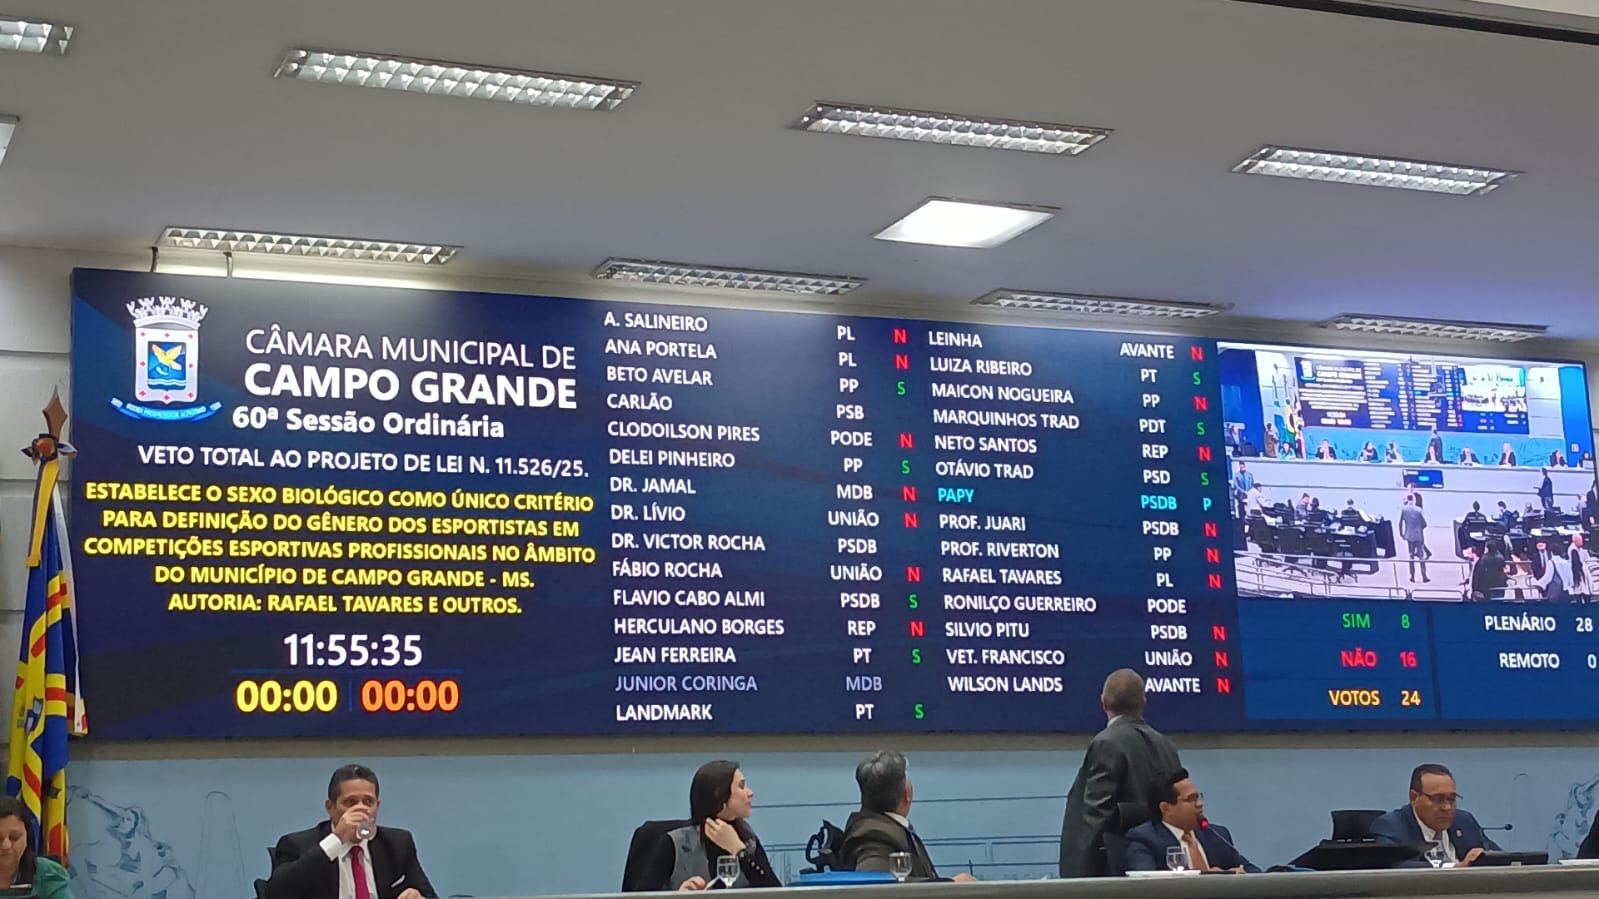 CÂMARA MUNICIPAL DE
CAMPO GRANDE
60ª Sessão Ordinária
VETO TOTAL AO PROJETO DE LEI N. 11.526/25.
ESTABELECE O SEXO BIOLÓGICO COMO ÚNICO CRITÉRIO
PARA DEFINIÇÃO DO GÊNERO DOS ESPORTISTAS EM
COMPETIÇÕES ESPORTIVAS PROFISSIONAIS NO ÂMBITO
DO MUNICÍPIO DE CAMPO GRANDE - MS.
AUTORIA: RAFAEL TAVARES E OUTROS.
11:55:35
00:00 00:00
A. SALINEIRO PL N
ANA PORTELA PL N
BETO AVELAR PP S
CARLÃO PSB
CLODOILSON PIRES PODE N
DELEI PINHEIRO PP S
DR. JAMAL MDB N
DR. LÍVIO UNIÃO N
DR. VICTOR ROCHA PSDB
FÁBIO ROCHA UNIÃO N
FLAVIO CABO ALMI PSDB S
HERCULANO BORGES REP N
JEAN FERREIRA PT S
JUNIOR CORINGA MDB
LANDMARK PT S
LEINHA AVANTE N
LUIZA RIBEIRO PT S
MAICON NOGUEIRA PP N
MARQUINHOS TRAD PDT S
NETO SANTOS REP N
OTÁVIO TRAD PSD S
PAPY PSDB P
PROF. JUARI PSDB N
PROF. RIVERTON PP N
RAFAEL TAVARES PL N
RONILÇO GUERREIRO PODE
SILVIO PITU PSDB N
VET. FRANCISCO UNIÃO N
WILSON LANDS AVANTE N
SIM 8
NÃO 16
VOTOS 24
PLENÁRIO 28
REMOTO 0